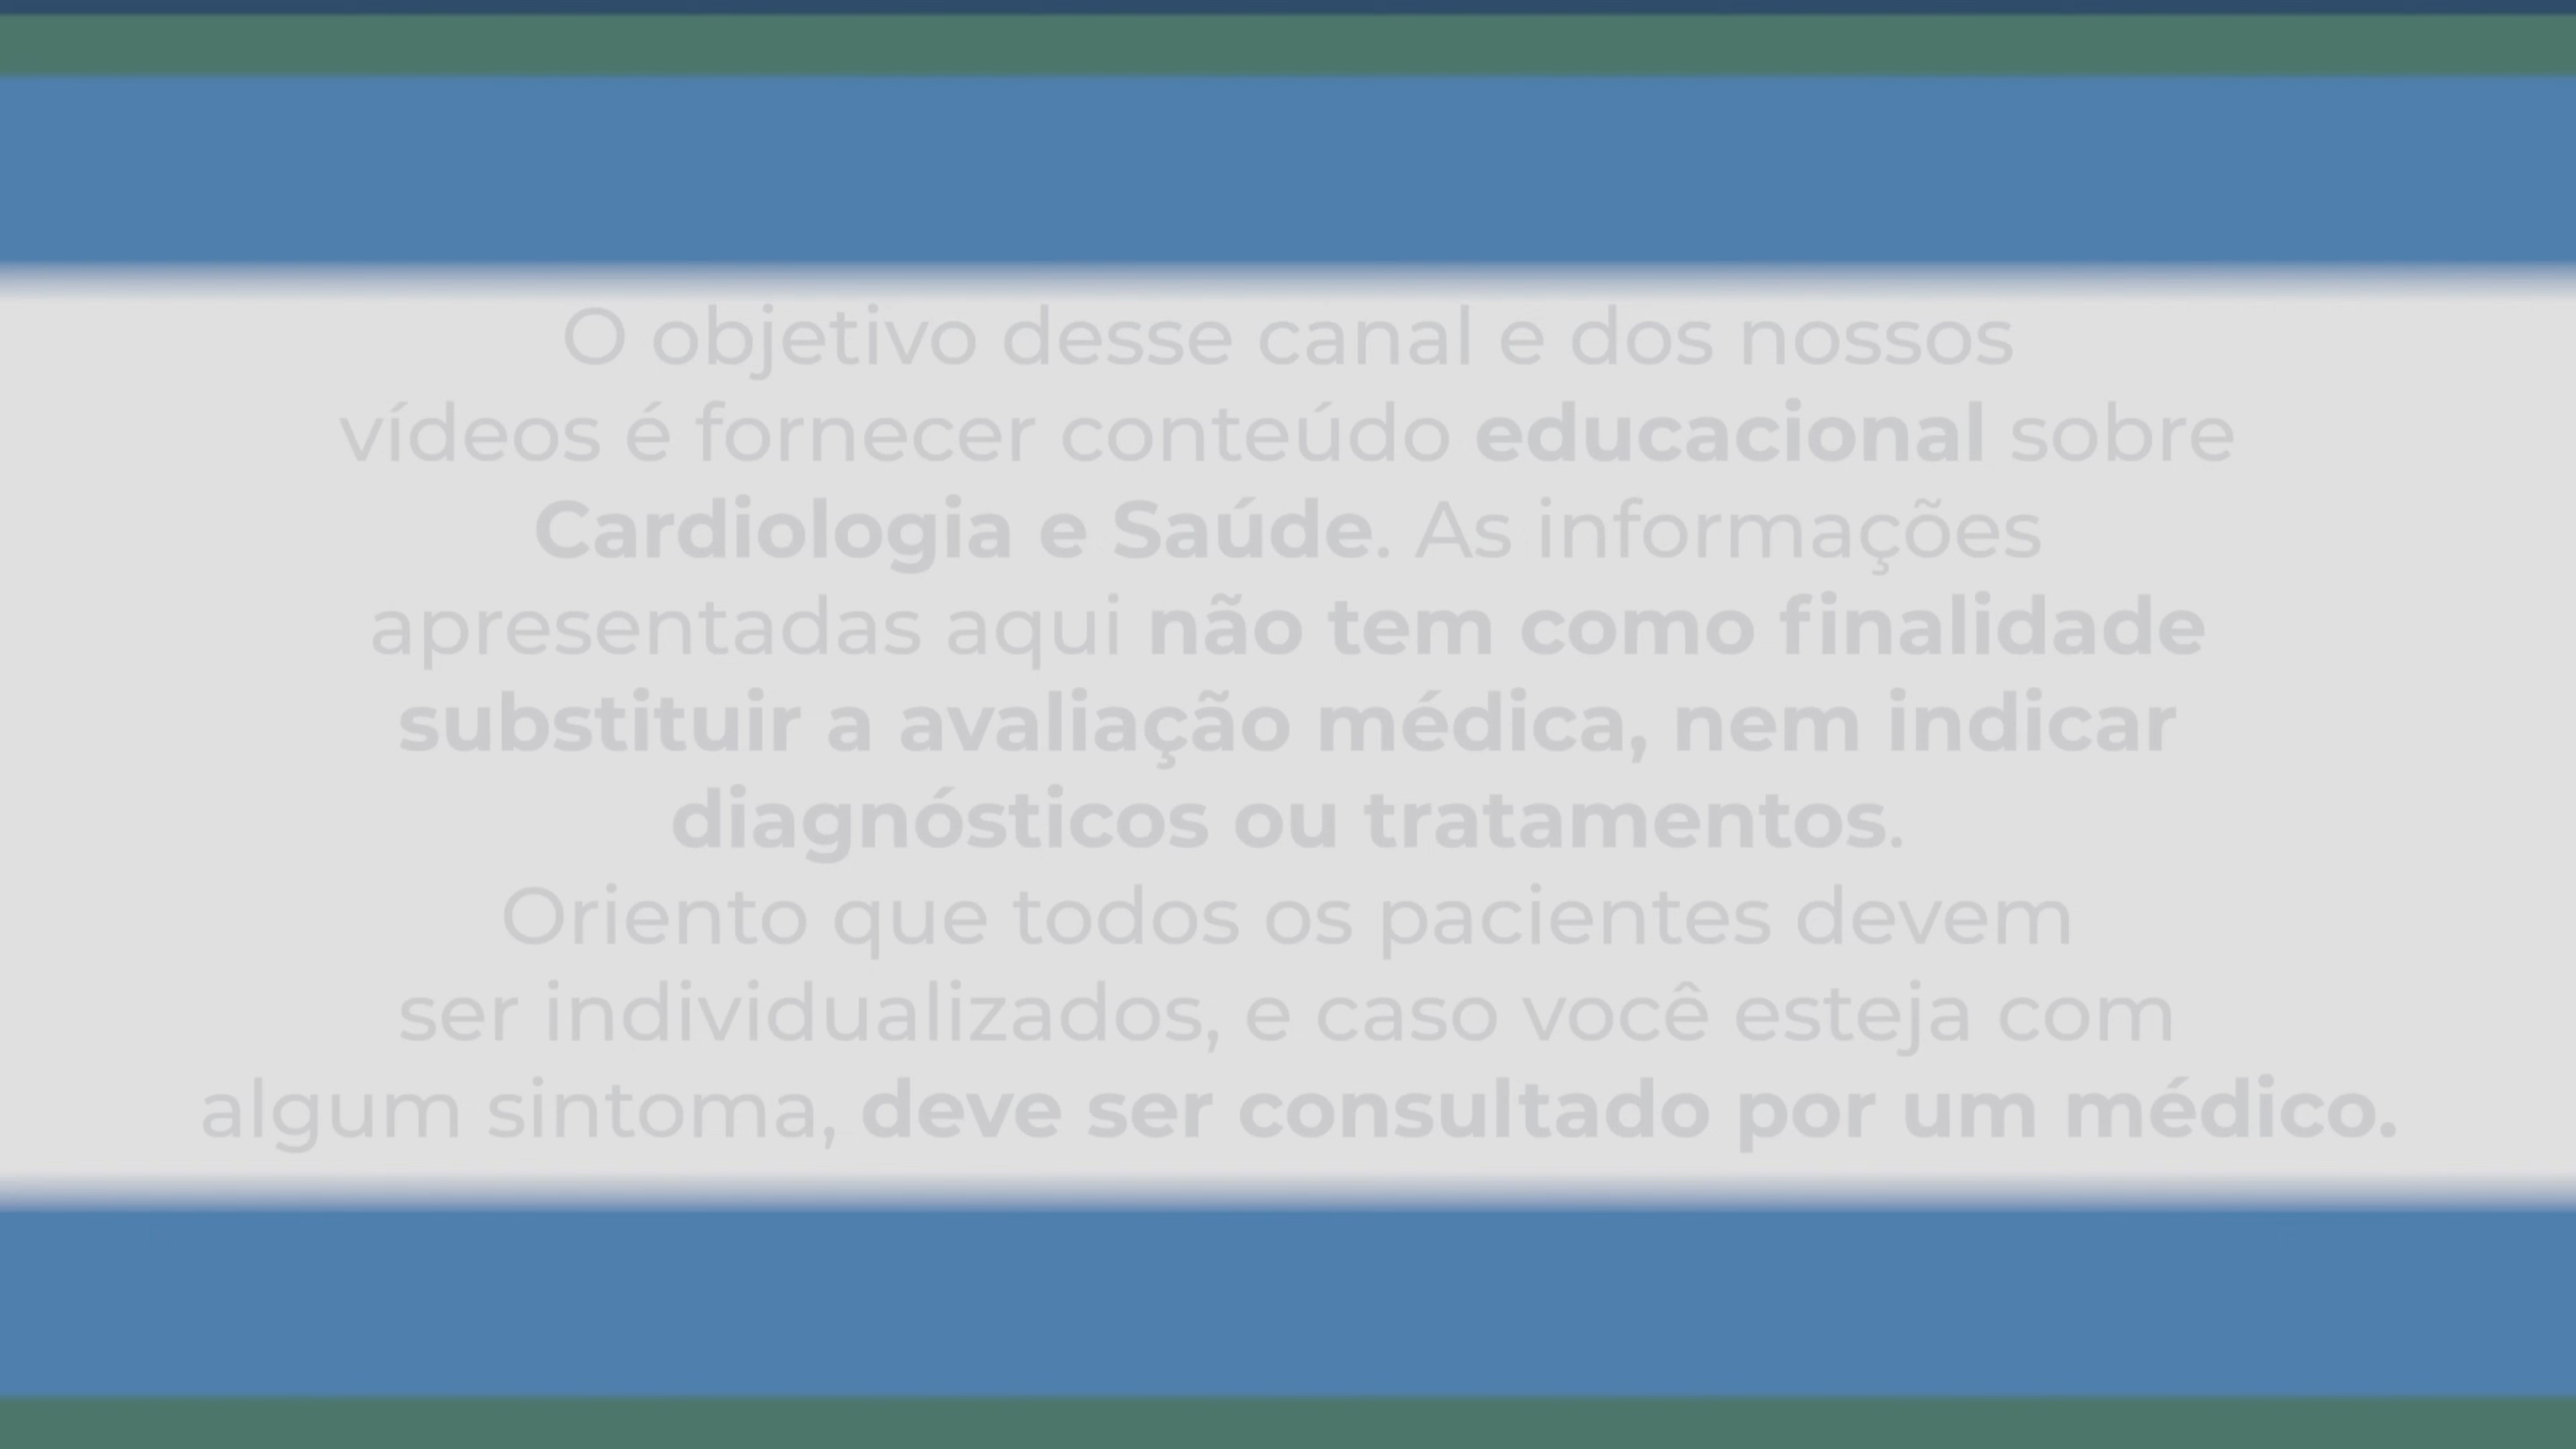 O objetivo desse canal e dos nossos
vídeos é fornecer conteúdo educacional sobre
Cardiologia e Saúde. As informações
apresentadas aqui não tem como finalidade
substituir a avaliação médica, nem indicar
diagnósticos ou tratamentos.
Oriento que todos os pacientes devem
ser individualizados, e caso você esteja com
algum sintoma, deve ser consultado por um médico.